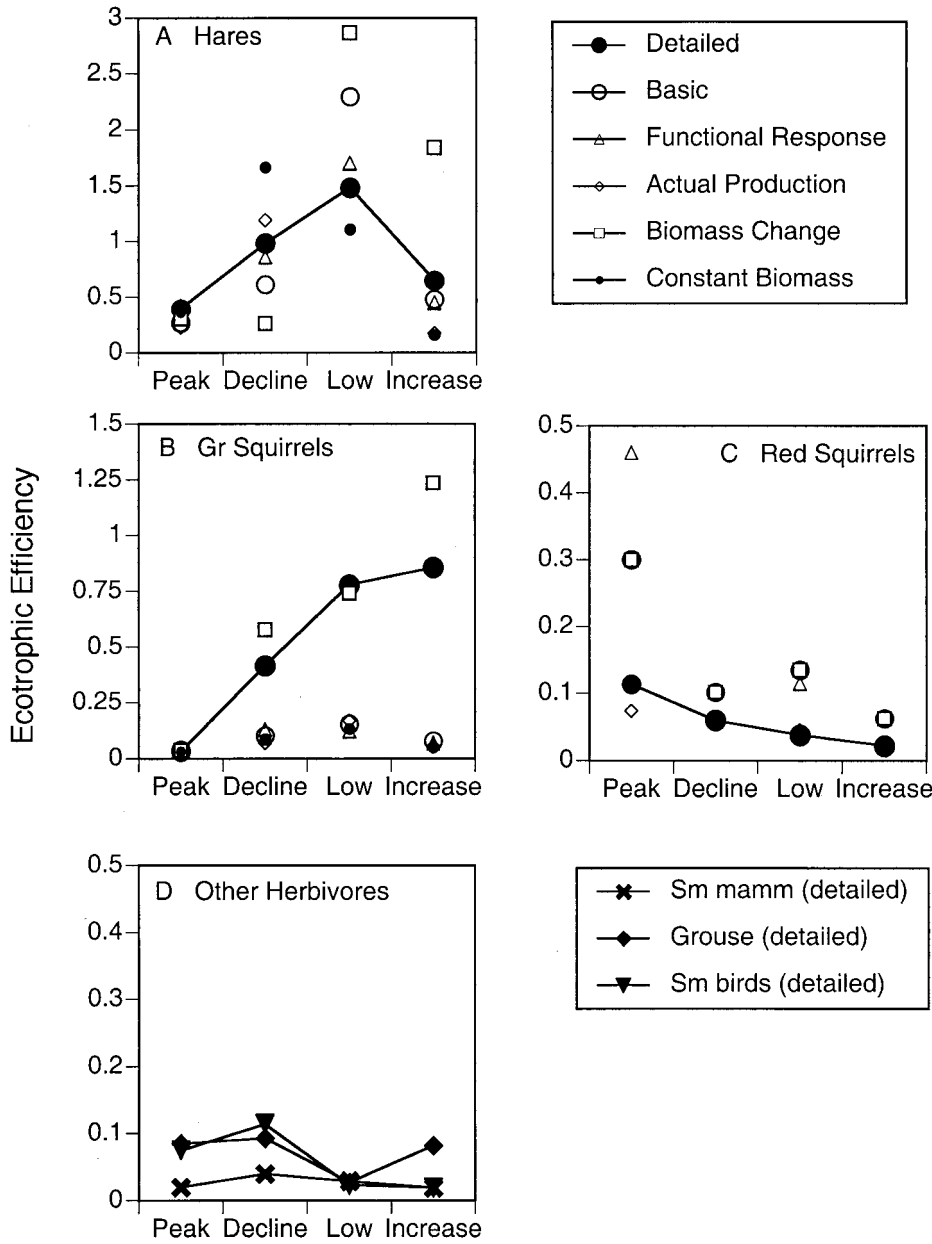 A Hares
3
2.5
2
1.5
1
0.5
0
Peak Decline Low Increase
Detailed
Basic
Functional Response
Actual Production
Biomass Change
Constant Biomass
Ecotrophic Efficiency
B Gr Squirrels
1.5
1.25
1
0.75
0.5
0.25
0
Peak Decline Low Increase
C Red Squirrels
0.5
0.4
0.3
0.2
0.1
0
Peak Decline Low Increase
D Other Herbivores
0.5
0.4
0.3
0.2
0.1
0
Peak Decline Low Increase
Sm mamm (detailed)
Grouse (detailed)
Sm birds (detailed)